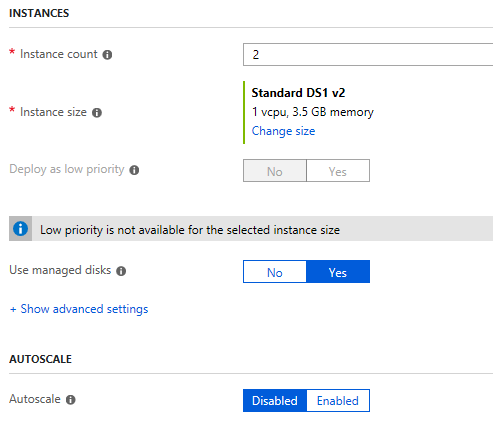 INSTANCES
* Instance count
2
* Instance size
Standard DS1 v2
1 vcpu, 3.5 GB memory
Change size
Deploy as low priority
No Yes
Low priority is not available for the selected instance size
Use managed disks
No Yes
+ Show advanced settings
AUTOSCALE
Autoscale
Disabled Enabled